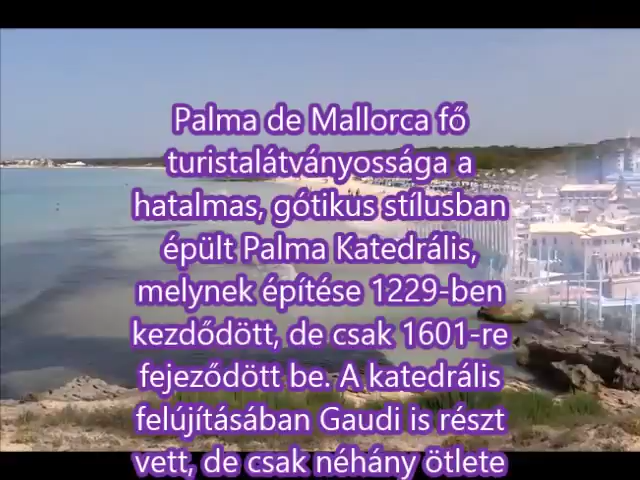 Palma de Mallorca fő
turistalátványossága a
hatalmas, gótikus stílusban
épült Palma Katedrális,
melynek építése 1229-ben
kezdődött, de csak 1601-re
fejeződött be. A katedrális
felújításában Gaudi is részt
vett, de csak néhány ötlete